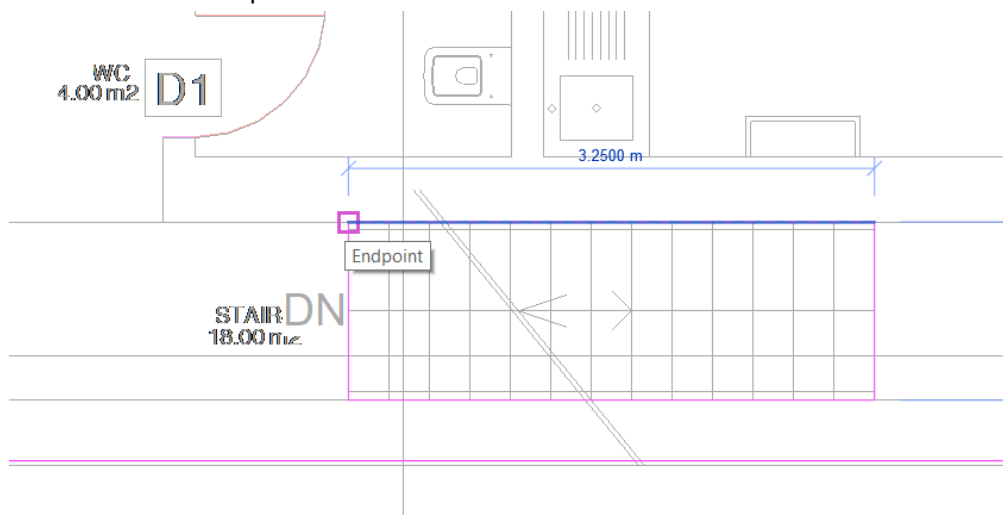 WC
4.00 m2
D1
3.2500 m
Endpoint
STAIR
DN
18.00 m2